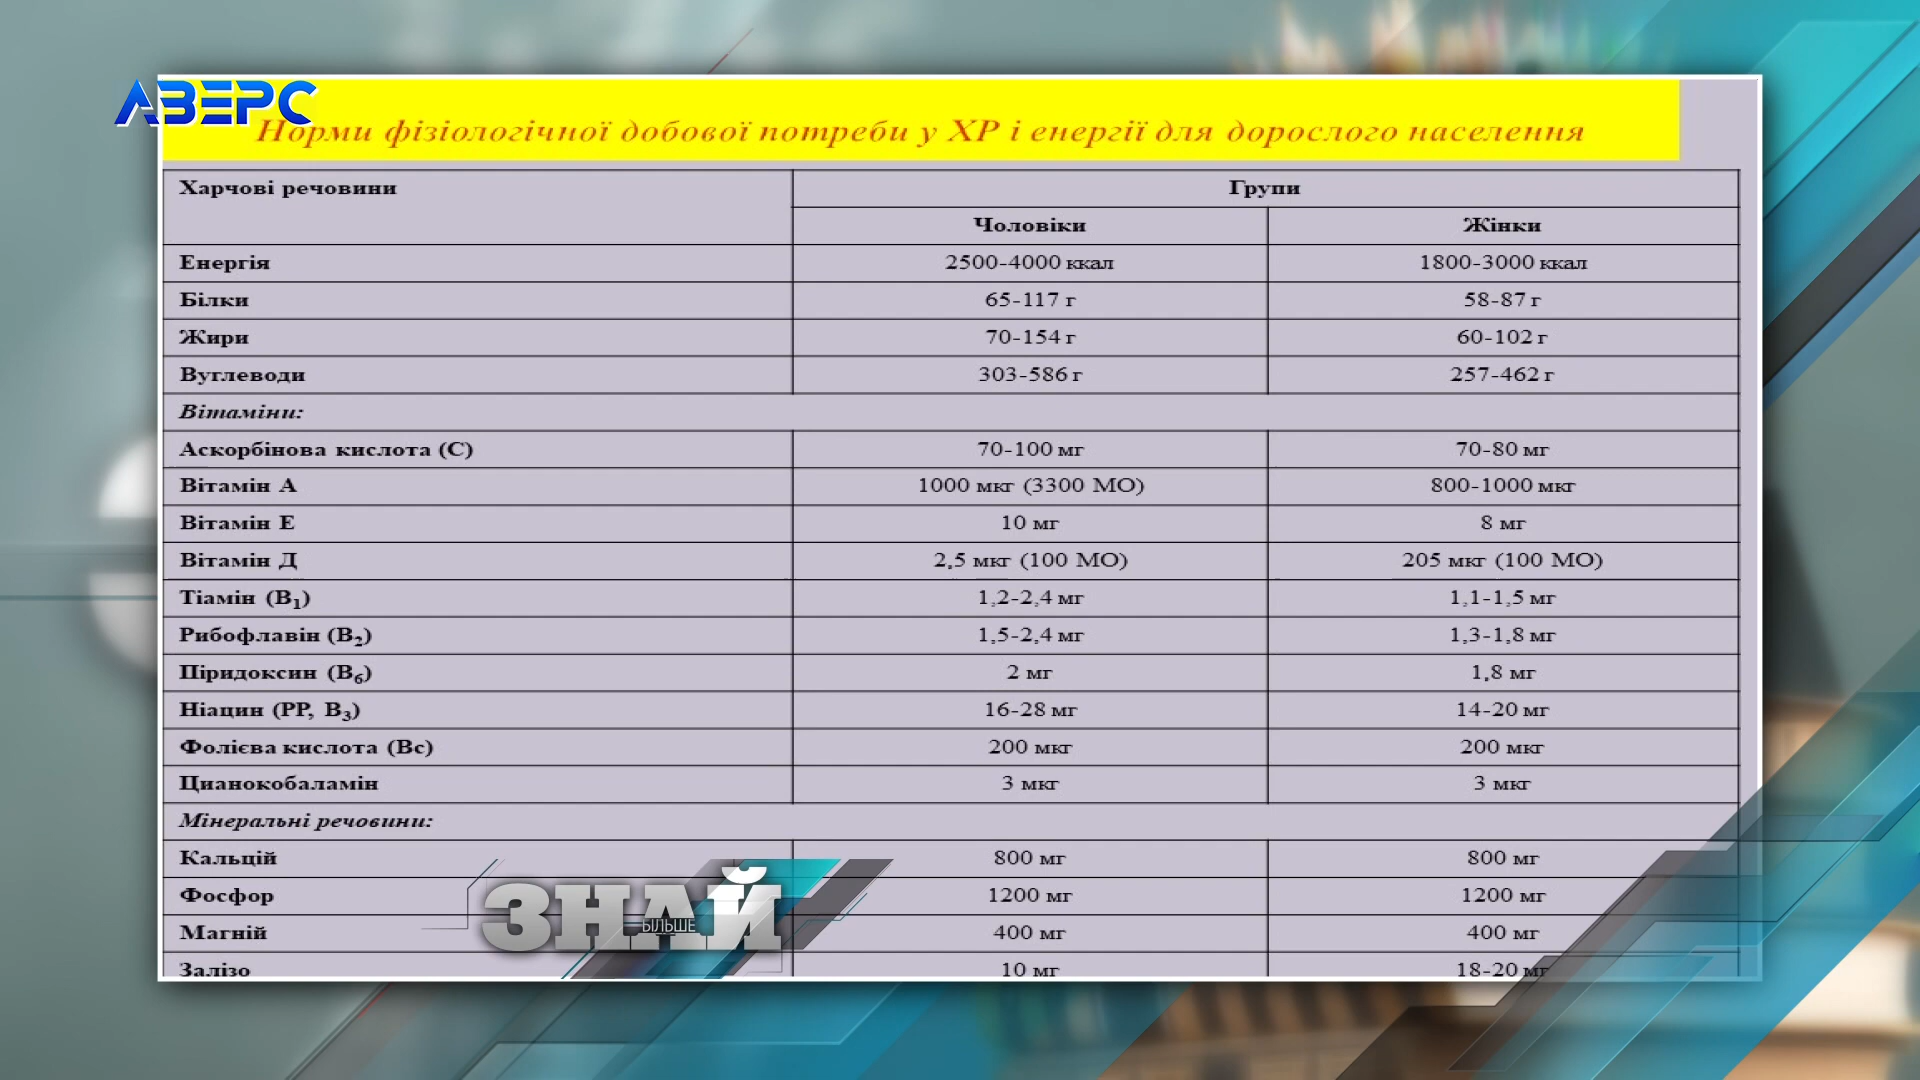 АВЕРС
Норми фізіологічної добової потреби у ХР і енергії для дорослого населення
Харчові речовини Групи
Чоловіки Жінки
Енергія 2500-4000 ккал 1800-3000 ккал
Білки 65-117 г 58-87 г
Жири 70-154 г 60-102 г
Вуглеводи 303-586 г 257-462 г
Вітаміни:
Аскорбінова кислота (С) 70-100 мг 70-80 мг
Вітамін А 1000 мкг (3300 МО) 800-1000 мкг
Вітамін Е 10 мг 8 мг
Вітамін Д 2,5 мкг (100 МО) 205 мкг (100 МО)
Тіамін (В1) 1,2-2,4 мг 1,1-1,5 мг
Рибофлавін (В2) 1,5-2,4 мг 1,3-1,8 мг
Піридоксин (В6) 2 мг 1,8 мг
Ніацин (РР, В3) 16-28 мг 14-20 мг
Фолієва кислота (Вс) 200 мкг 200 мкг
Цианокобаламін 3 мкг 3 мкг
Мінеральні речовини:
Кальцій 800 мг 800 мг
Фосфор 1200 мг 1200 мг
Магній 400 мг 400 мг
Залізо 10 мг 18-20 мг
ЗНАЙ
БІЛЬШЕ